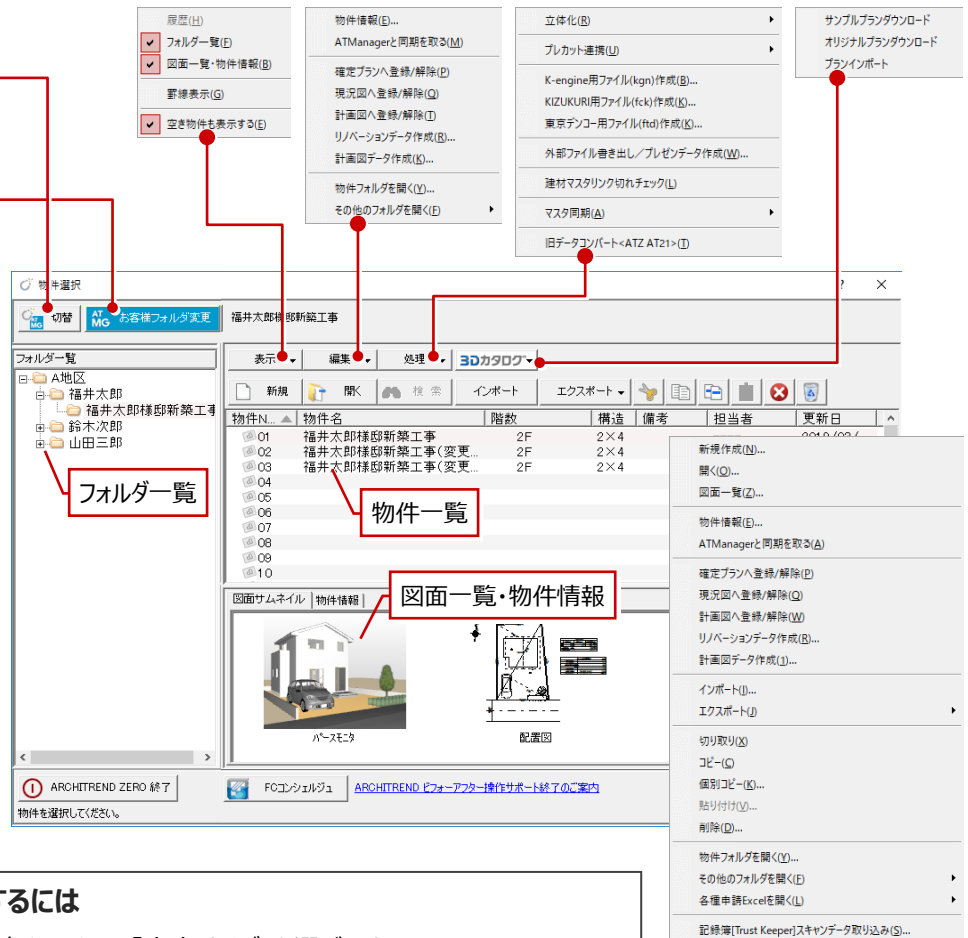 履歴(H)
フォルダ一覧(F)
図面一覧・物件情報(B)
罫線表示(G)
空き物件も表示する(E)
物件情報(E)...
ATManagerと同期を取る(M)
確定プランへ登録/解除(P)
現況図へ登録/解除(O)
計画図へ登録/解除(T)
リノベーションデータ作成(R)...
計画図データ作成(K)...
物件フォルダを開く(Y)...
その他のフォルダを開く(F)
立体化(R)
プレカット連携(U)
K-engine用ファイル(kgn)作成(B)...
KIZUKURI用ファイル(fck)作成(K)...
東京デンコー用ファイル(ftd)作成(K)...
外部ファイル書き出し／プレゼンデータ作成(W)...
建材マスタリンク切れチェック(L)
マスタ同期(A)
旧データコンバート<ATZ AT21>(T)
サンプルプランダウンロード
オリジナルプランダウンロード
プランインポート
物件選択
切替
AT MG お客様フォルダ変更
福井太郎様邸新築工事
フォルダ一覧
A地区
福井太郎
福井太郎様邸新築工事
鈴木次郎
山田三郎
フォルダ一覧
表示 編集 処理 3Dカタログ
新規 開く 検索 インポート エクスポート
物件N... 物件名 階数 構造 備考 担当者 更新日
01 福井太郎様邸新築工事 2F 2×4
02 福井太郎様邸新築工事(変更... 2F 2×4
03 福井太郎様邸新築工事(変更... 2F 2×4
04
05
06
07
08
09
10
物件一覧
図面サムネイル 物件情報
図面一覧・物件情報
パースモニタ
配置図
ARCHITREND ZERO 終了
FCコンシェルジュ
ARCHITREND ビフォーアフター操作サポート終了のご案内
物件を選択してください。
新規作成(N)...
開く(O)...
図面一覧(Z)...
物件情報(E)...
ATManagerと同期を取る(A)
確定プランへ登録/解除(P)
現況図へ登録/解除(Q)
計画図へ登録/解除(W)
リノベーションデータ作成(R)...
計画図データ作成(1)...
インポート(I)...
エクスポート(J)
切り取り(X)
コピー(C)
個別コピー(K)...
貼り付け(V)...
削除(D)...
物件フォルダを開く(Y)...
その他のフォルダを開く(F)
各種申請Excelを開く(L)
記録簿[Trust Keeper]スキャンデータ取り込み(S)...
するには